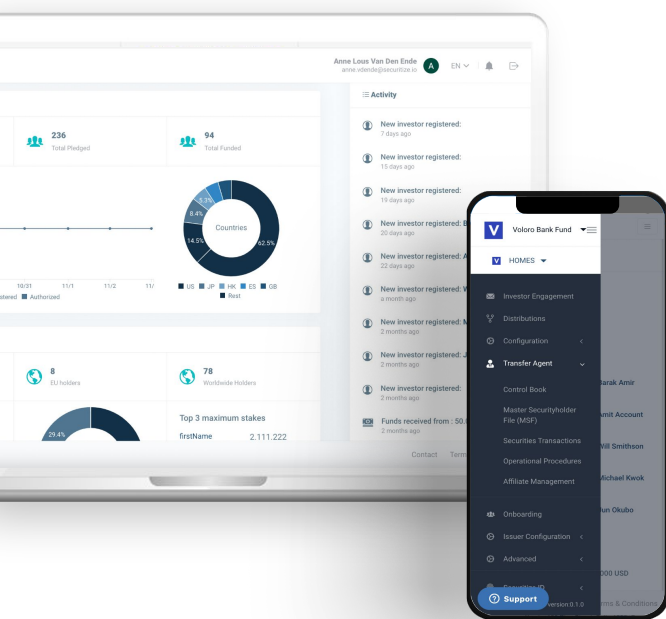 Anne Lous Van Den Ende
anne.vdende@securitize.io
A
EN
Activity
236
Total Pledged
94
Total Funded
New investor registered:
7 days ago
New investor registered:
15 days ago
New investor registered:
19 days ago
New investor registered: B
20 days ago
New investor registered: A
22 days ago
New investor registered:
a month ago
New investor registered: M
2 months ago
New investor registered: J
2 months ago
New investor registered:
2 months ago
Funds received from : 50.
2 months ago
Countries
5.3%
8.4%
14.5%
62.5%
10/31
11/1
11/2
11/
stered Authorized
US JP HK ES GB
Rest
8
EU holders
78
Worldwide Holders
29.4%
Top 3 maximum stakes
firstName 2.111.222
Contact Term
V Voloro Bank Fund
V HOMES
Investor Engagement
Distributions
Configuration
Transfer Agent
Control Book
Master Securityholder
File (MSF)
Securities Transactions
Operational Procedures
Affiliate Management
Onboarding
Issuer Configuration
Advanced
Securities ID
Support
version:0.1.0
Barak Amir
Amit Account
Will Smithson
Michael Kwok
Jun Okubo
000 USD
rms & Conditions